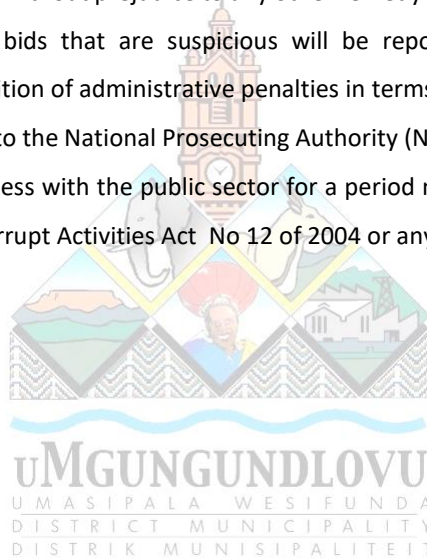 bids that are suspicious will be repo
ition of administrative penalties in terms
to the National Prosecuting Authority (N
ess with the public sector for a period n
rrupt Activities Act No 12 of 2004 or any
UMGUNGUNDLOVU
UMASIPALA WESIFUNDA
DISTRICT MUNICIPALITY
DISTRIK MUNISIPALITEIT